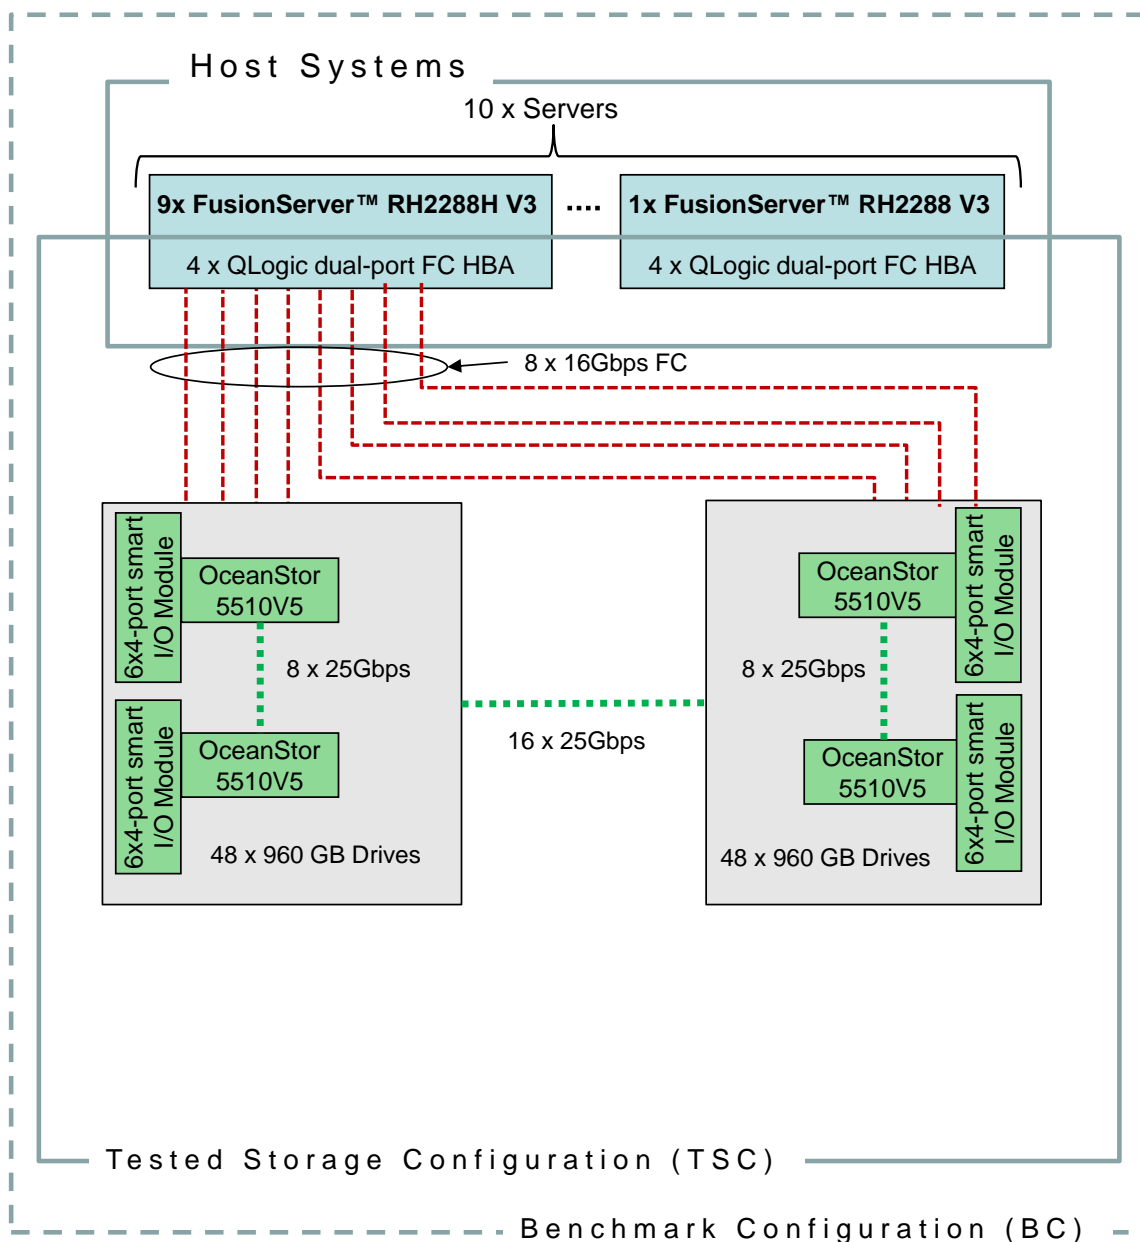 Host Systems
10 x Servers
9x FusionServer™ RH2288H V3
....
1x FusionServer™ RH2288 V3
4 x QLogic dual-port FC HBA
4 x QLogic dual-port FC HBA
8 x 16Gbps FC
6x4-port smart
I/O Module
OceanStor
5510V5
8 x 25Gbps
6x4-port smart
I/O Module
OceanStor
5510V5
48 x 960 GB Drives
16 x 25Gbps
OceanStor
5510V5
6x4-port smart
I/O Module
8 x 25Gbps
OceanStor
5510V5
6x4-port smart
I/O Module
48 x 960 GB Drives
Tested Storage Configuration (TSC)
Benchmark Configuration (BC)